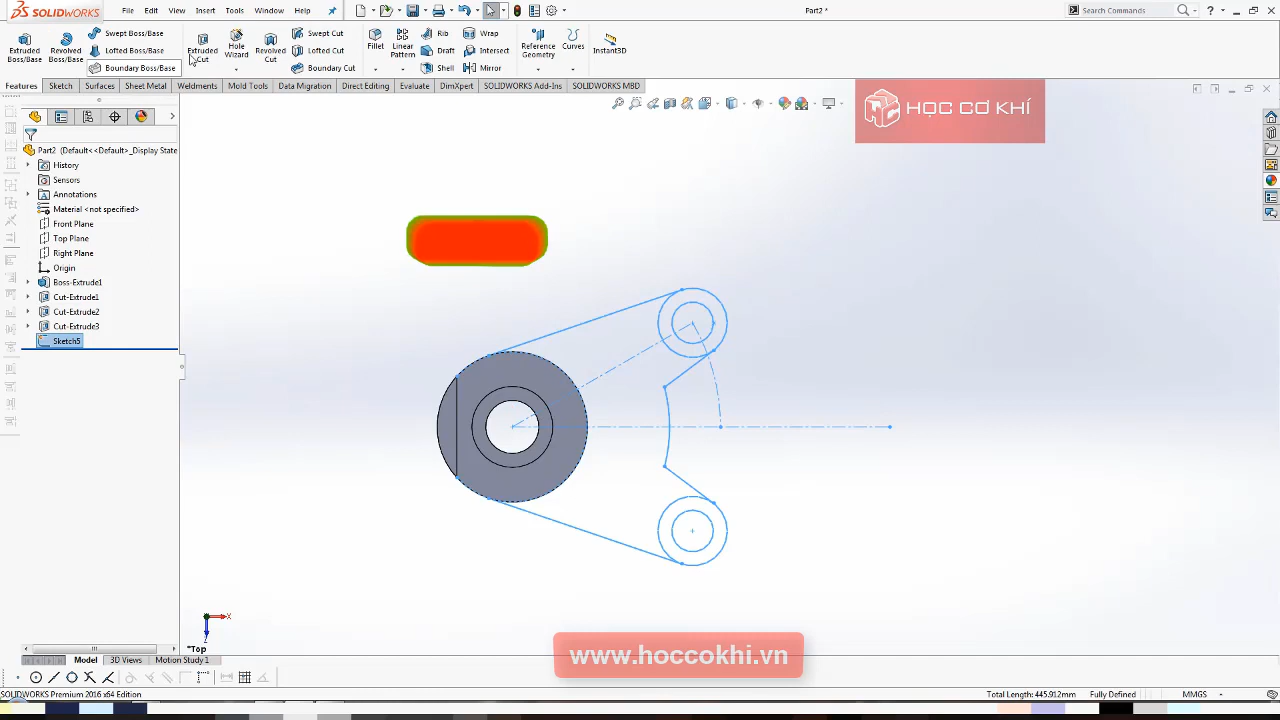 SOLIDWORKS File Edit View Insert Tools Window Help Part2 * Search Commands
Extruded Boss/Base Revolved Boss/Base Swept Boss/Base Lofted Boss/Base Boundary Boss/Base Extruded Cut Hole Wizard Revolved Cut Swept Cut Lofted Cut Boundary Cut Fillet Linear Pattern Rib Draft Shell Wrap Intersect Mirror Reference Geometry Curves Instant3D
Features Sketch Surfaces Sheet Metal Weldments Mold Tools Data Migration Direct Editing Evaluate DimXpert SOLIDWORKS Add-Ins SOLIDWORKS MBD
HỌC CƠ KHÍ
Part2 (Default<<Default>_Display State
History
Sensors
Annotations
Material <not specified>
Front Plane
Top Plane
Right Plane
Origin
Boss-Extrude1
Cut-Extrude1
Cut-Extrude2
Cut-Extrude3
Sketch5
X
*Top
www.hoccokhi.vn
Model 3D Views Motion Study 1
SOLIDWORKS Premium 2016 x64 Edition Total Length: 445.912mm Fully Defined MMGS